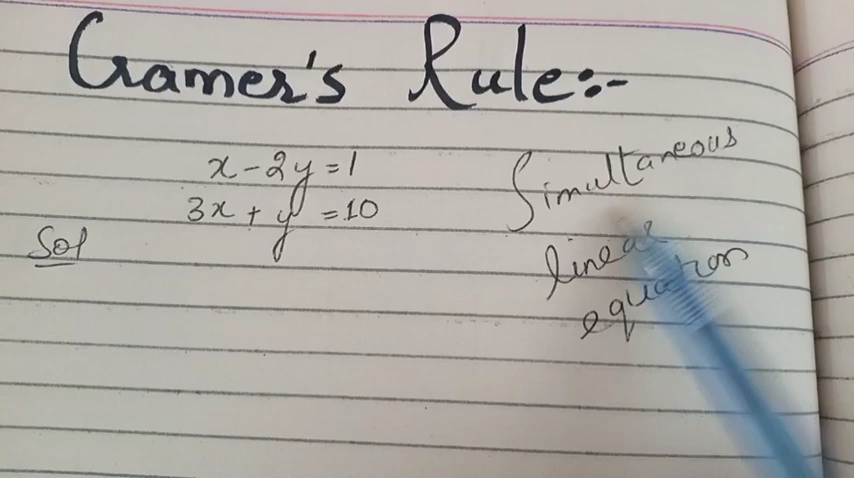 Cramer's Rule:-
x-2y=1
3x+y=10
Sol
Simultaneous
linear
equation